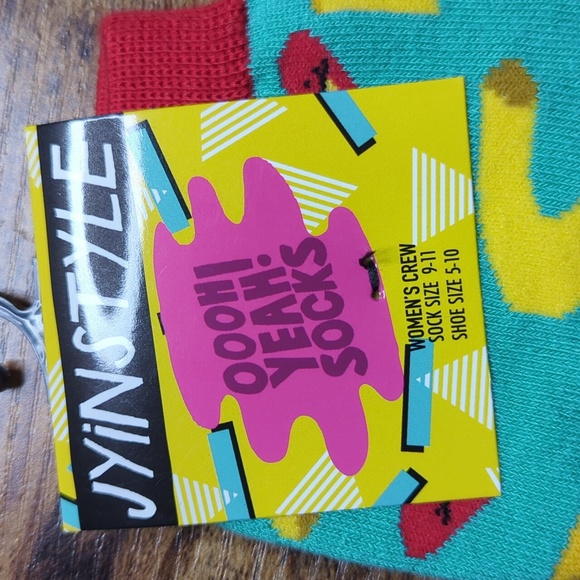 JYiNSTYLE
OOOH!
YEAH!
SOCKS
WOMEN'S CREW
SOCK SIZE 9-11
SHOE SIZE 5-10